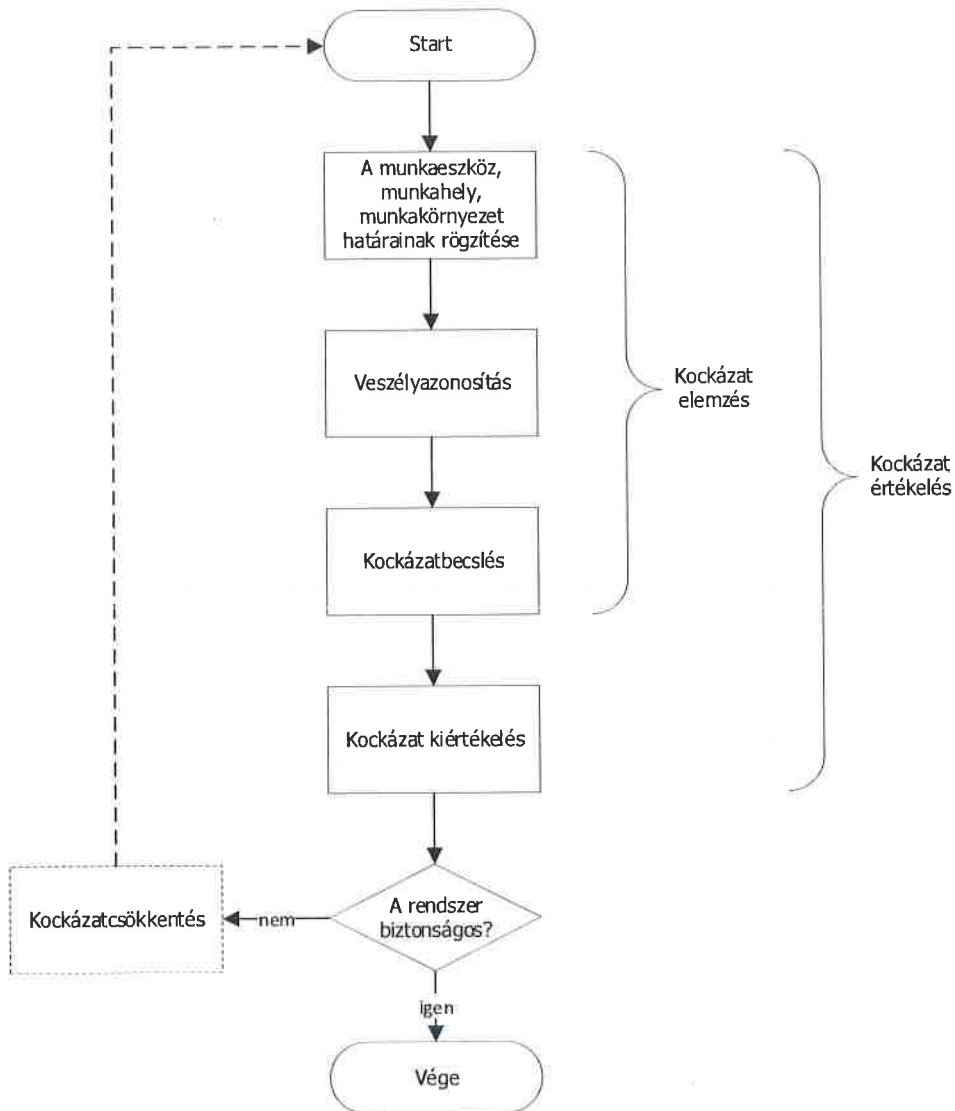 Start
A munkaeszköz,
munkahely,
munkakörnyezet
határainak rögzítése
Veszélyazonosítás
Kockázat
elemzés
Kockázat
értékelés
Kockázatbecslés
Kockázat kiértékelés
A rendszer
biztonságos?
nem
Kockázatcsökkentés
igen
Vége